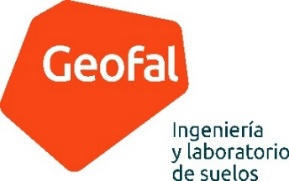 Geofal
Ingeniería
y laboratorio
de suelos